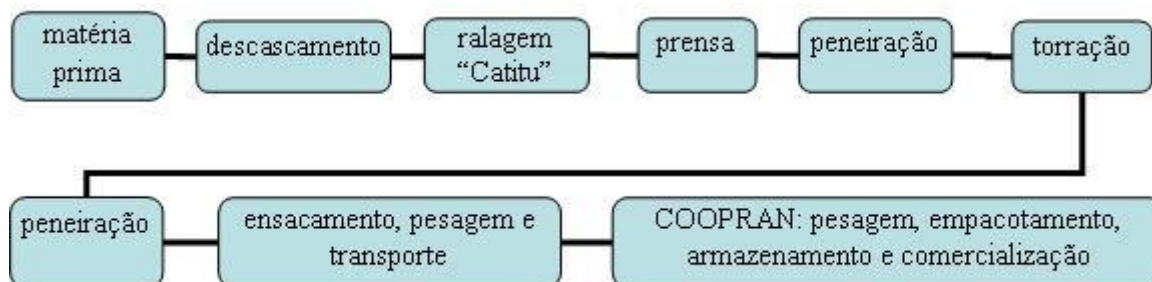 matéria
prima
descascamento
ralagem
“Catitu”
prensa
peneiração
torração
peneiração
ensacamento, pesagem e
transporte
COOPRAN: pesagem, empacotamento,
armazenamento e comercialização